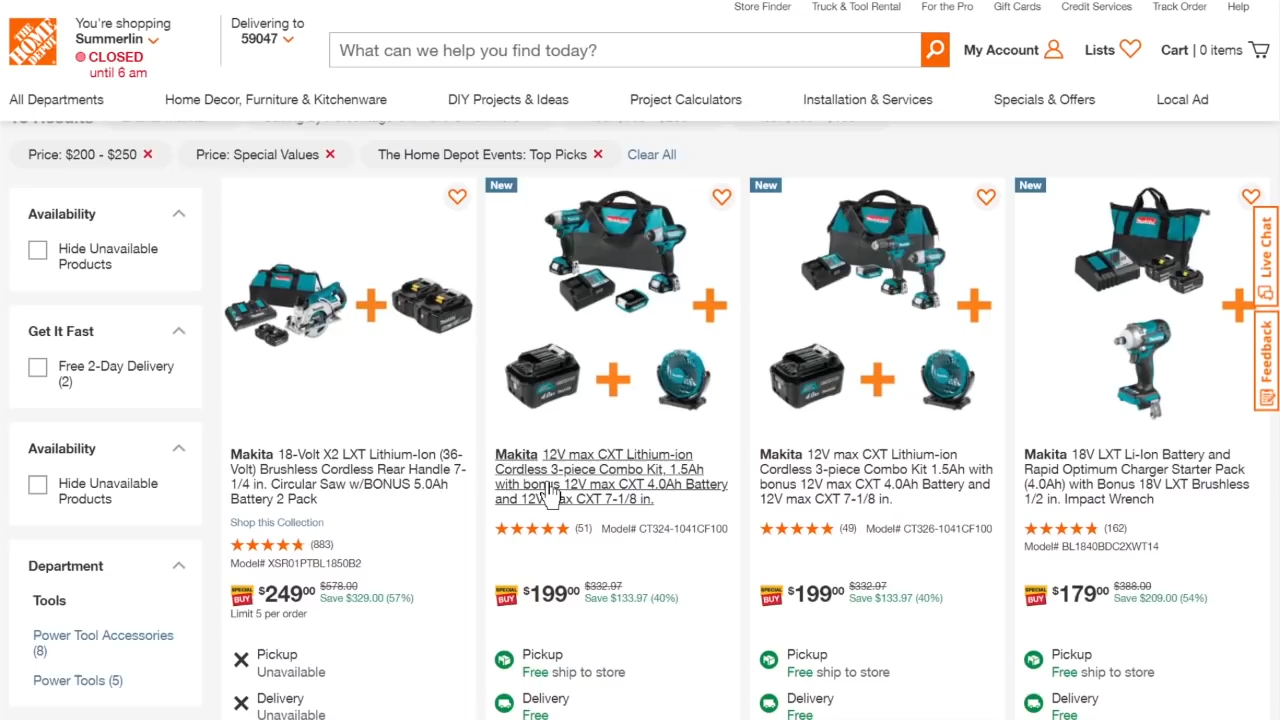 Store Finder Truck & Tool Rental For the Pro Gift Cards Credit Services Track Order Help
THE HOME DEPOT
You're shopping
Summerlin
CLOSED
until 6 am
Delivering to
59047
What can we help you find today?
My Account
Lists
Cart | 0 items
All Departments Home Decor, Furniture & Kitchenware DIY Projects & Ideas Project Calculators Installation & Services Specials & Offers Local Ad
Price: $200 - $250
Price: Special Values
The Home Depot Events: Top Picks
Clear All
Availability
Hide Unavailable
Products
Get It Fast
Free 2-Day Delivery
(2)
Availability
Hide Unavailable
Products
Department
Tools
Power Tool Accessories
(8)
Power Tools (5)
Makita 18-Volt X2 LXT Lithium-Ion (36-
Volt) Brushless Cordless Rear Handle 7-
1/4 in. Circular Saw w/BONUS 5.0Ah
Battery 2 Pack
Shop this Collection
(883)
Model# XSR01PTBL1850B2
SPECIAL
BUY
$24900
$578.00
Save $329.00 (57%)
Limit 5 per order
Pickup
Unavailable
Delivery
Unavailable
New
Makita 12V max CXT Lithium-ion
Cordless 3-piece Combo Kit, 1.5Ah
with bonus 12V max CXT 4.0Ah Battery
and 12V max CXT 7-1/8 in.
(51) Model# CT324-1041CF100
SPECIAL
BUY
$19900
$332.97
Save $133.97 (40%)
Pickup
Free ship to store
Delivery
Free
New
Makita 12V max CXT Lithium-ion
Cordless 3-piece Combo Kit 1.5Ah with
bonus 12V max CXT 4.0Ah Battery and
12V max CXT 7-1/8 in.
(49) Model# CT326-1041CF100
SPECIAL
BUY
$19900
$332.97
Save $133.97 (40%)
Pickup
Free ship to store
Delivery
Free
New
Makita 18V LXT Li-Ion Battery and
Rapid Optimum Charger Starter Pack
(4.0Ah) with Bonus 18V LXT Brushless
1/2 in. Impact Wrench
(162)
Model# BL1840BDC2XWT14
SPECIAL
BUY
$17900
$388.00
Save $209.00 (54%)
Pickup
Free ship to store
Delivery
Free
Live Chat
Feedback